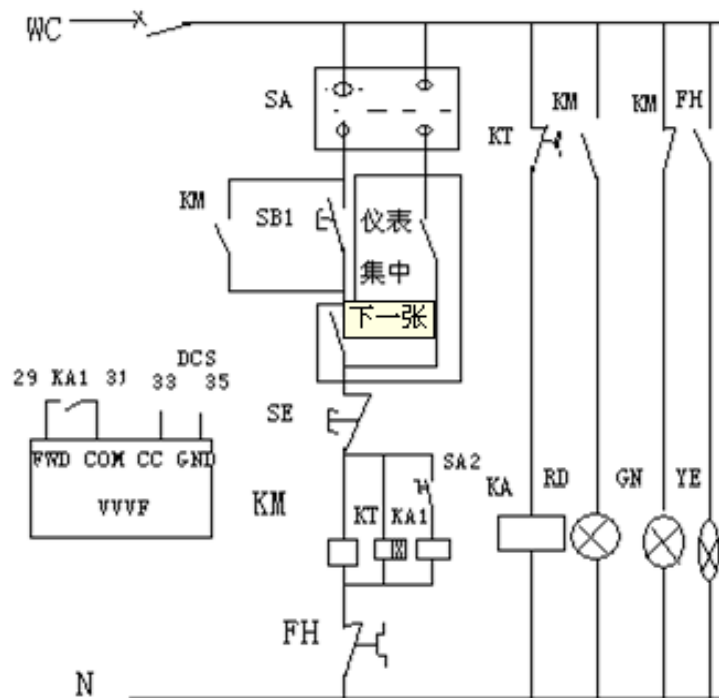 WC
SA
KM FH
KM
KT
KM
SB1
仪表
集中
下一张
DCS
29 KA1 31 33 35
SE
FWD COM CC GND
VVVF
SA2
KM
KT KA1
KA RD GN YE
FH
N